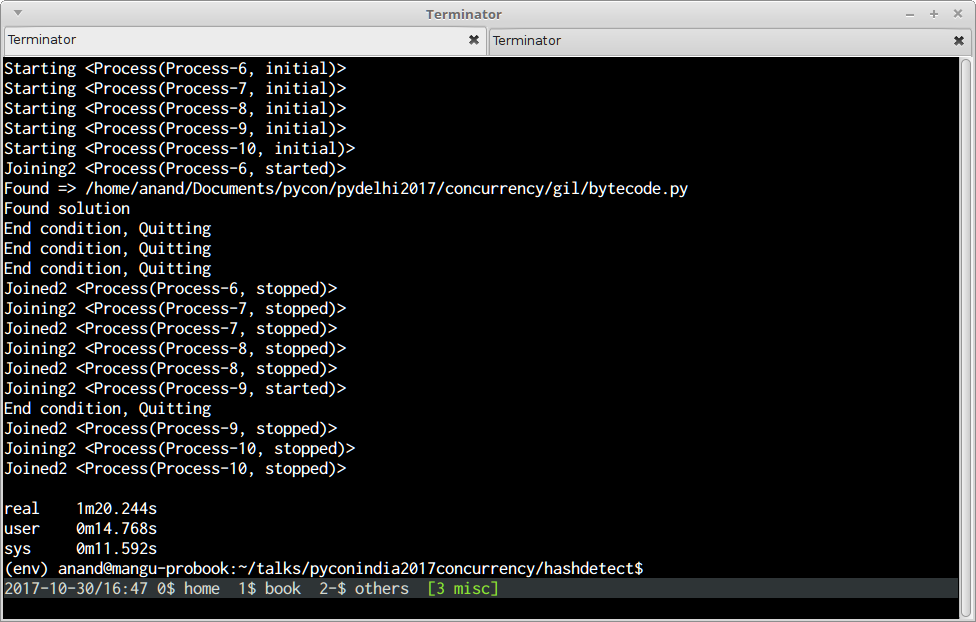 Terminator
Terminator
Terminator
Starting <Process(Process-6, initial)>
Starting <Process(Process-7, initial)>
Starting <Process(Process-8, initial)>
Starting <Process(Process-9, initial)>
Starting <Process(Process-10, initial)>
Joining2 <Process(Process-6, started)>
Found => /home/anand/Documents/pycon/pydelhi2017/concurrency/gil/bytecode.py
Found solution
End condition, Quitting
End condition, Quitting
End condition, Quitting
Joined2 <Process(Process-6, stopped)>
Joining2 <Process(Process-7, stopped)>
Joined2 <Process(Process-7, stopped)>
Joining2 <Process(Process-8, stopped)>
Joined2 <Process(Process-8, stopped)>
Joining2 <Process(Process-9, started)>
End condition, Quitting
Joined2 <Process(Process-9, stopped)>
Joining2 <Process(Process-10, stopped)>
Joined2 <Process(Process-10, stopped)>
real    1m20.244s
user    0m14.768s
sys     0m11.592s
(env) anand@mangu-probook:~/talks/pyconindia2017concurrency/hashdetect$
2017-10-30/16:47 0$ home  1$ book  2-$ others  [3 misc]